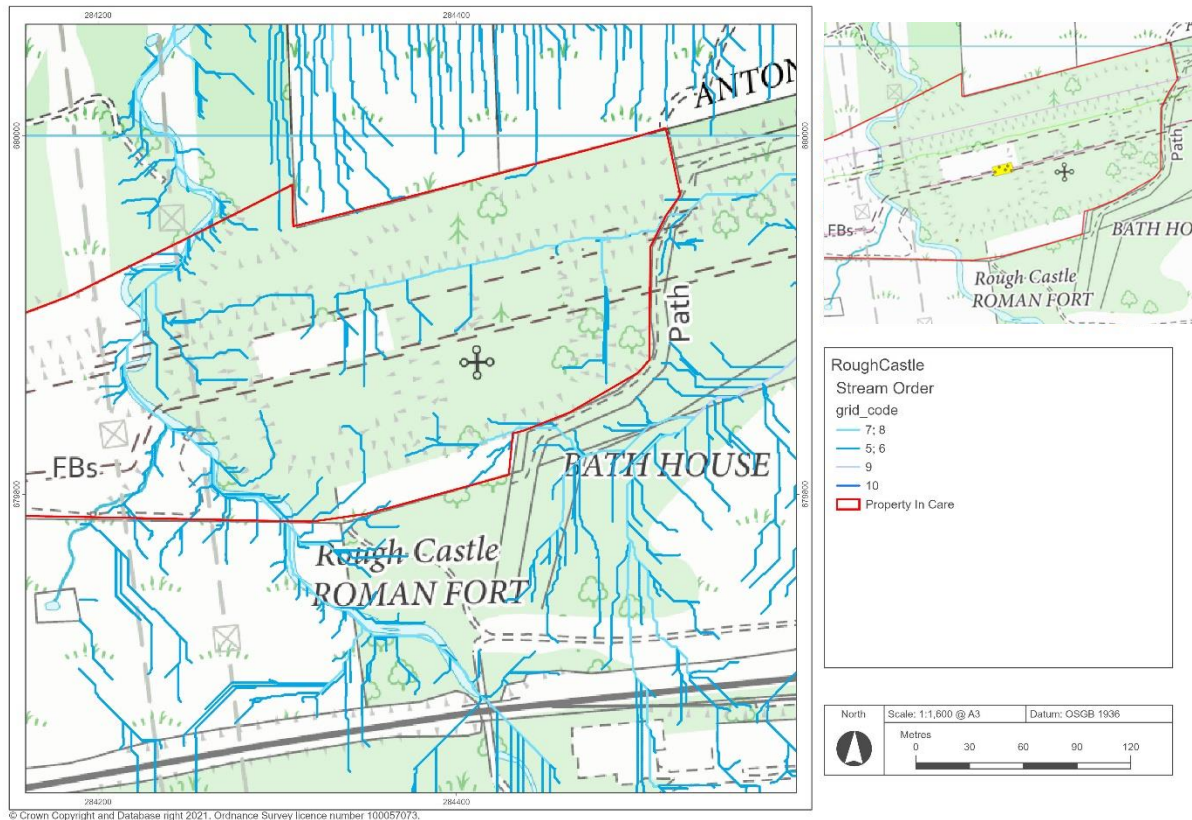 284200
284400
680000
679800
ANTON
Path
FBs
BATH HOUSE
Rough Castle
ROMAN FORT
284200
284400
© Crown Copyright and Database right 2021. Ordnance Survey licence number 100057073.
Path
FBs
BATH HO
Rough Castle
ROMAN FORT
RoughCastle
Stream Order
grid_code
7; 8
5; 6
9
10
Property In Care
North
Scale: 1:1,600 @ A3
Datum: OSGB 1936
Metres
0 30 60 90 120